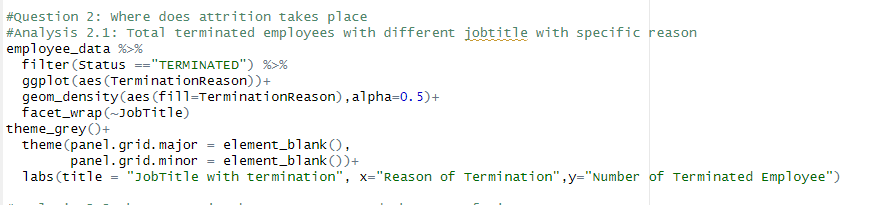 #Question 2: Where does attrition takes place
#Analysis 2.1: Total terminated employees with different jobtitle with specific reason
employee_data %>%
  filter(Status =="TERMINATED") %>%
  ggplot(aes(TerminationReason))+
  geom_density(aes(fill=TerminationReason),alpha=0.5)+
  facet_wrap(~JobTitle)
theme_grey()+
  theme(panel.grid.major = element_blank(),
        panel.grid.minor = element_blank())+
  labs(title = "JobTitle with termination", x="Reason of Termination",y="Number of Terminated Employee")